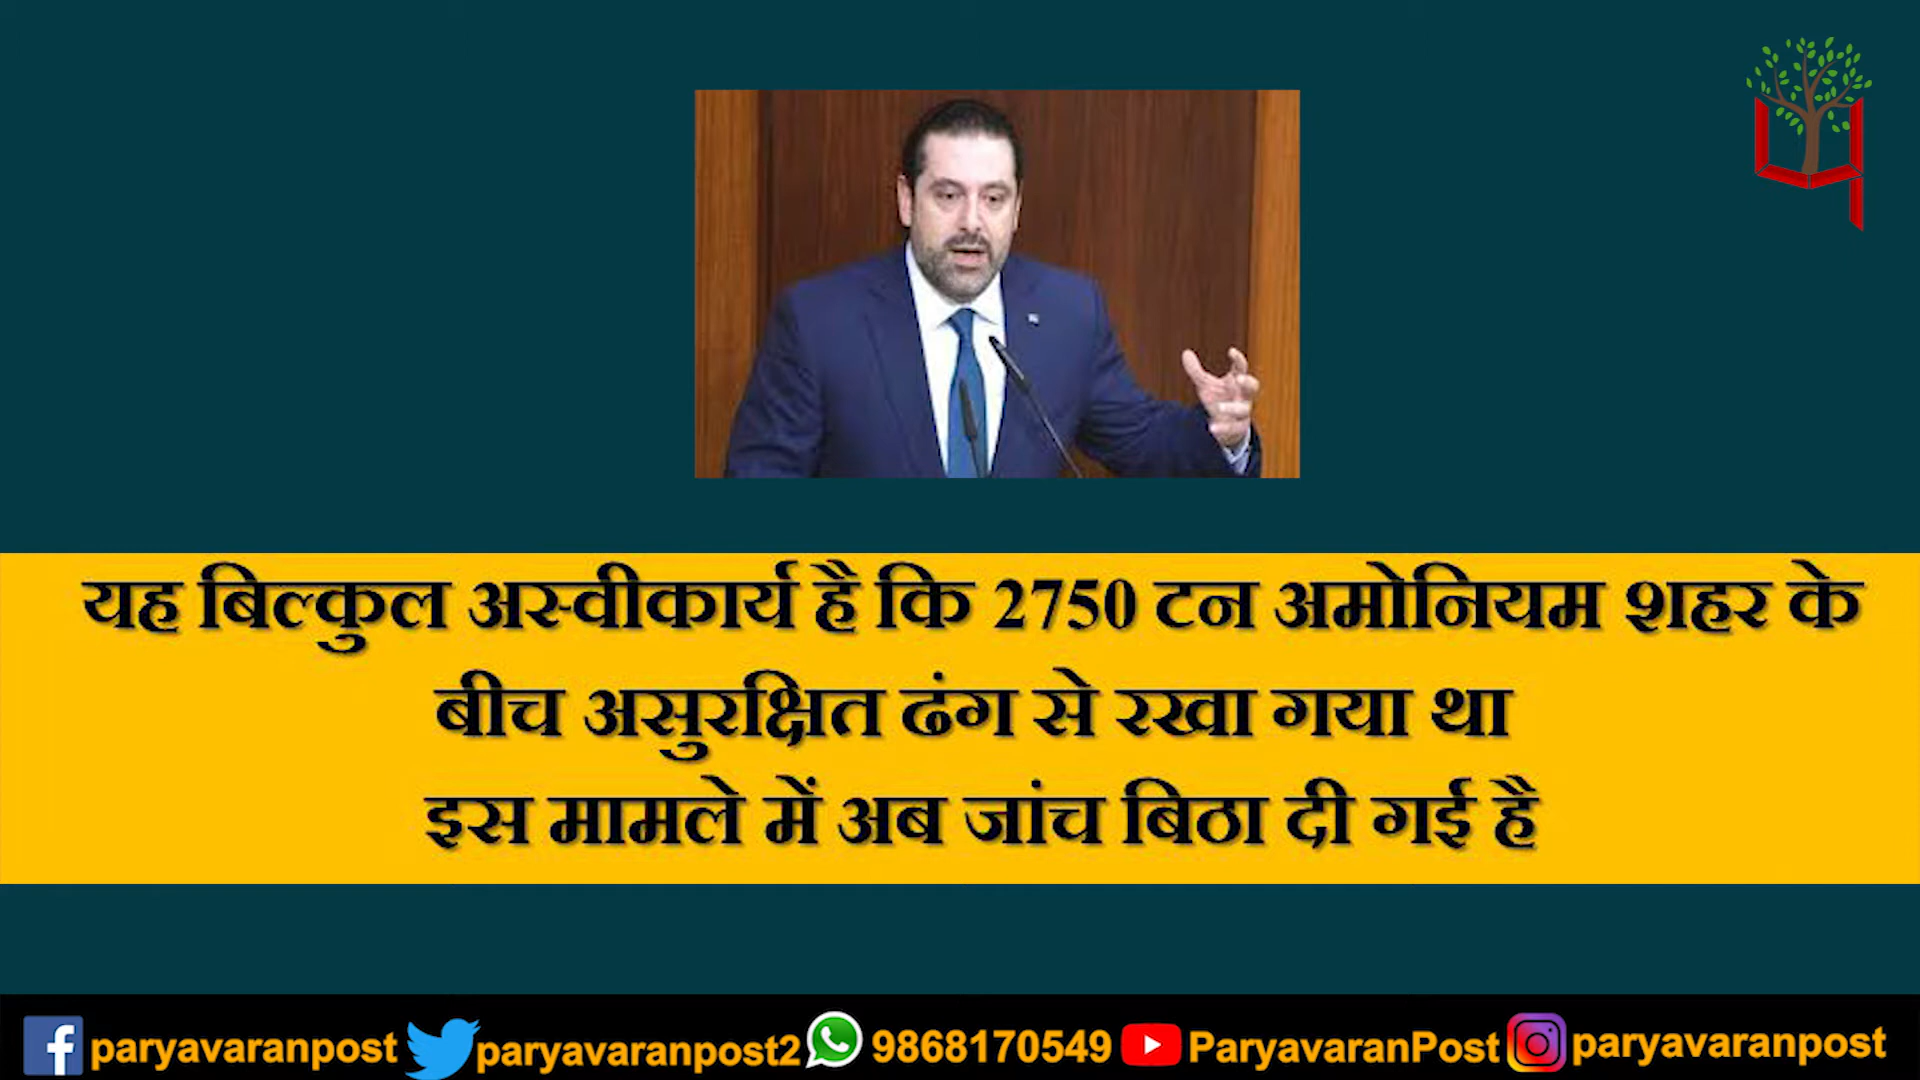 यह बिल्कुल अस्वीकार्य है कि 2750 टन अमोनियम शहर के
बीच असुरक्षित ढंग से रखा गया था
इस मामले में अब जांच बिठा दी गई है
paryavaranpost paryavaranpost2 9868170549 ParyavaranPost paryavaranpost